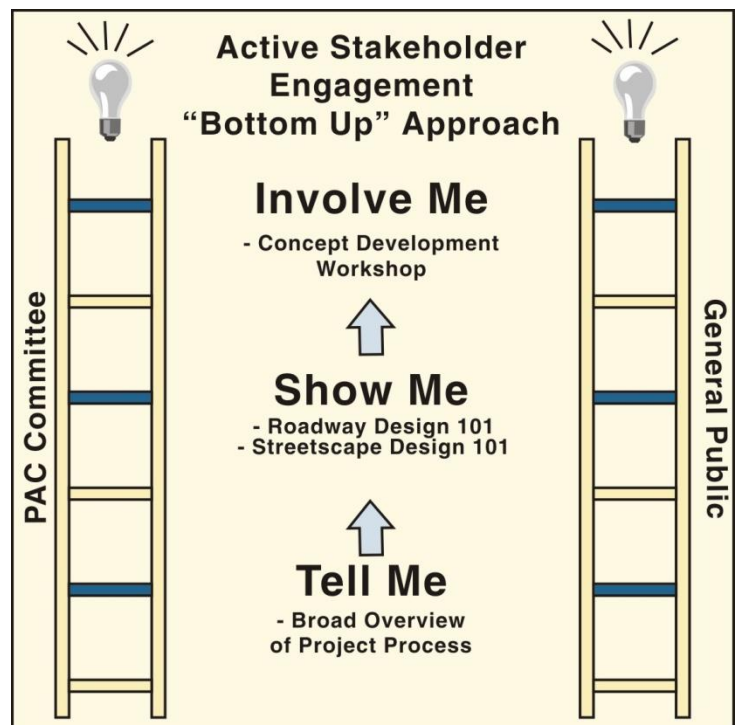 Active Stakeholder
Engagement
“Bottom Up” Approach
Involve Me
- Concept Development
Workshop
Show Me
- Roadway Design 101
- Streetscape Design 101
Tell Me
- Broad Overview
of Project Process
PAC Committee
General Public